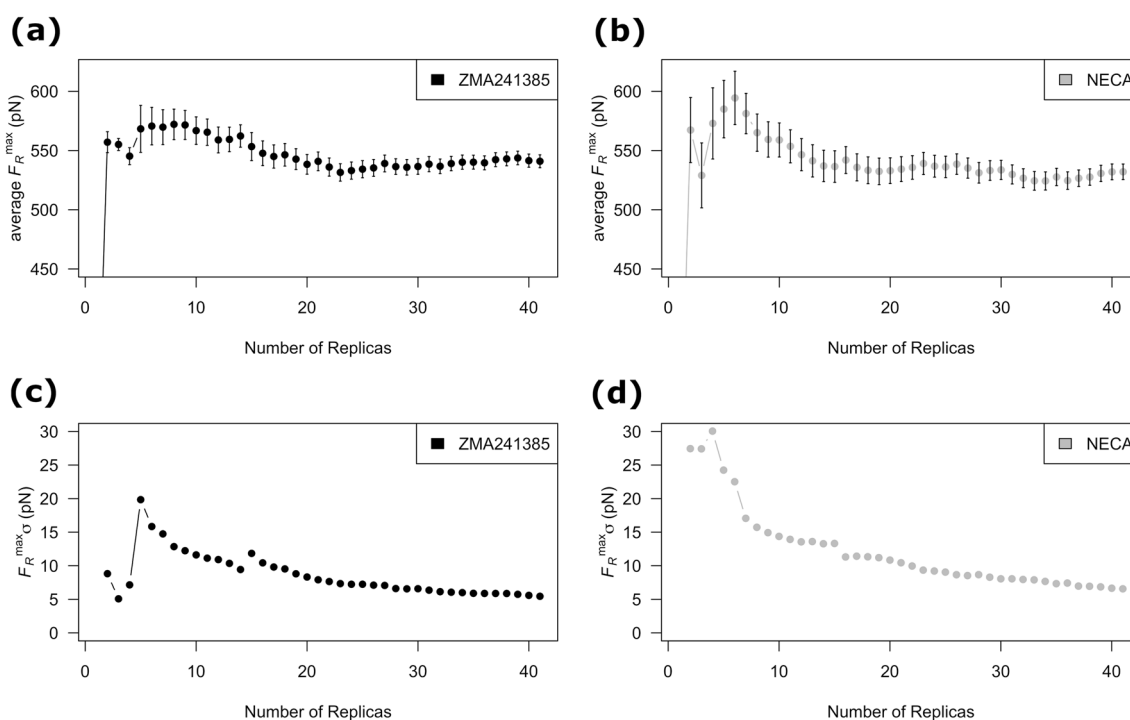 (a)
ZMA241385
600
550
500
450
average F_R^max (pN)
0 10 20 30 40
Number of Replicas
(b)
NECA
600
550
500
450
average F_R^max (pN)
0 10 20 30 40
Number of Replicas
(c)
ZMA241385
30
25
20
15
10
5
0
F_R^max σ (pN)
0 10 20 30 40
Number of Replicas
(d)
NECA
30
25
20
15
10
5
0
F_R^max σ (pN)
0 10 20 30 40
Number of Replicas